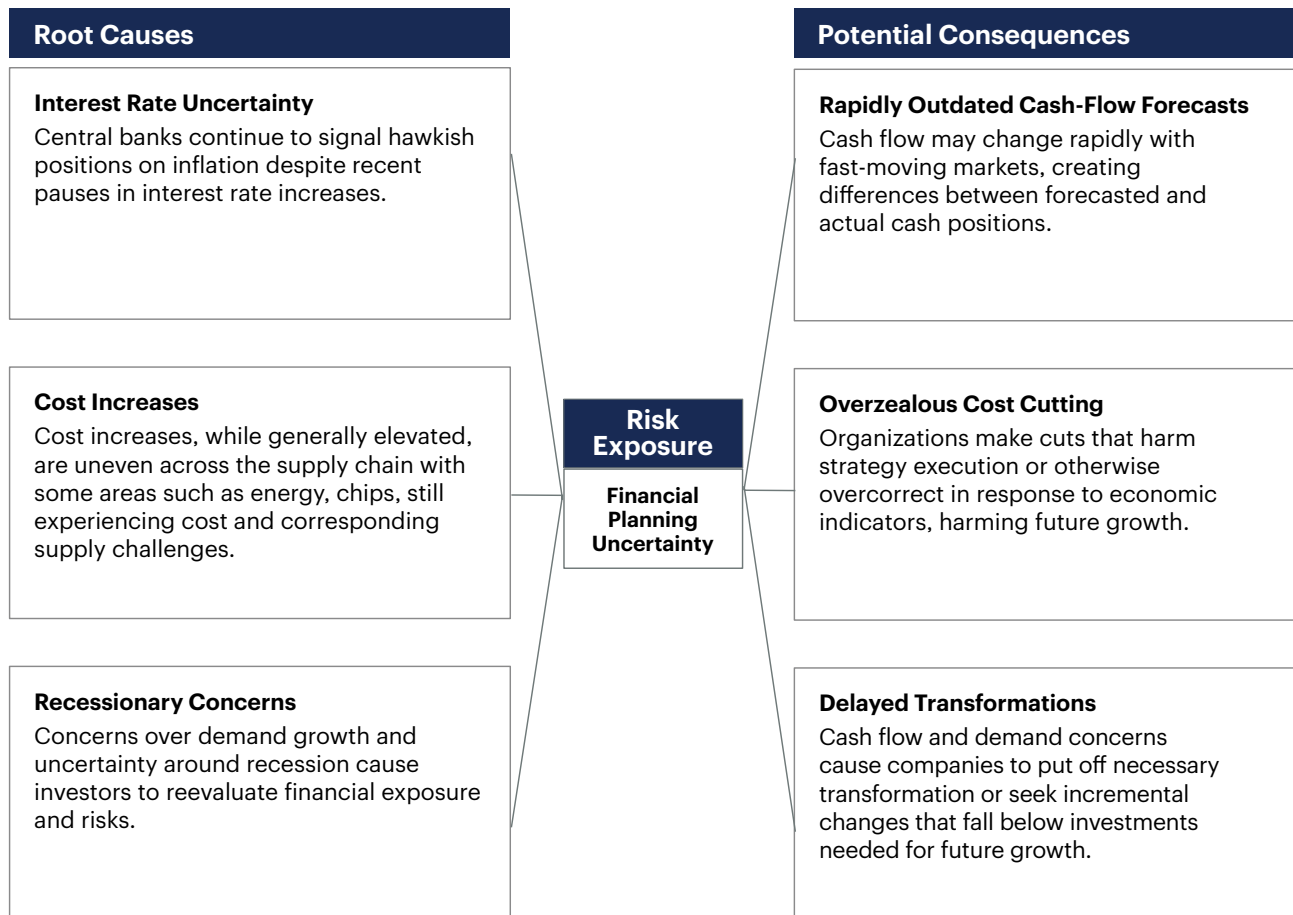 Root Causes
Interest Rate Uncertainty
Central banks continue to signal hawkish
positions on inflation despite recent
pauses in interest rate increases.
Cost Increases
Cost increases, while generally elevated,
are uneven across the supply chain with
some areas such as energy, chips, still
experiencing cost and corresponding
supply challenges.
Recessionary Concerns
Concerns over demand growth and
uncertainty around recession cause
investors to reevaluate financial exposure
and risks.
Risk
Exposure
Financial
Planning
Uncertainty
Potential Consequences
Rapidly Outdated Cash-Flow Forecasts
Cash flow may change rapidly with
fast-moving markets, creating
differences between forecasted and
actual cash positions.
Overzealous Cost Cutting
Organizations make cuts that harm
strategy execution or otherwise
overcorrect in response to economic
indicators, harming future growth.
Delayed Transformations
Cash flow and demand concerns
cause companies to put off necessary
transformation or seek incremental
changes that fall below investments
needed for future growth.